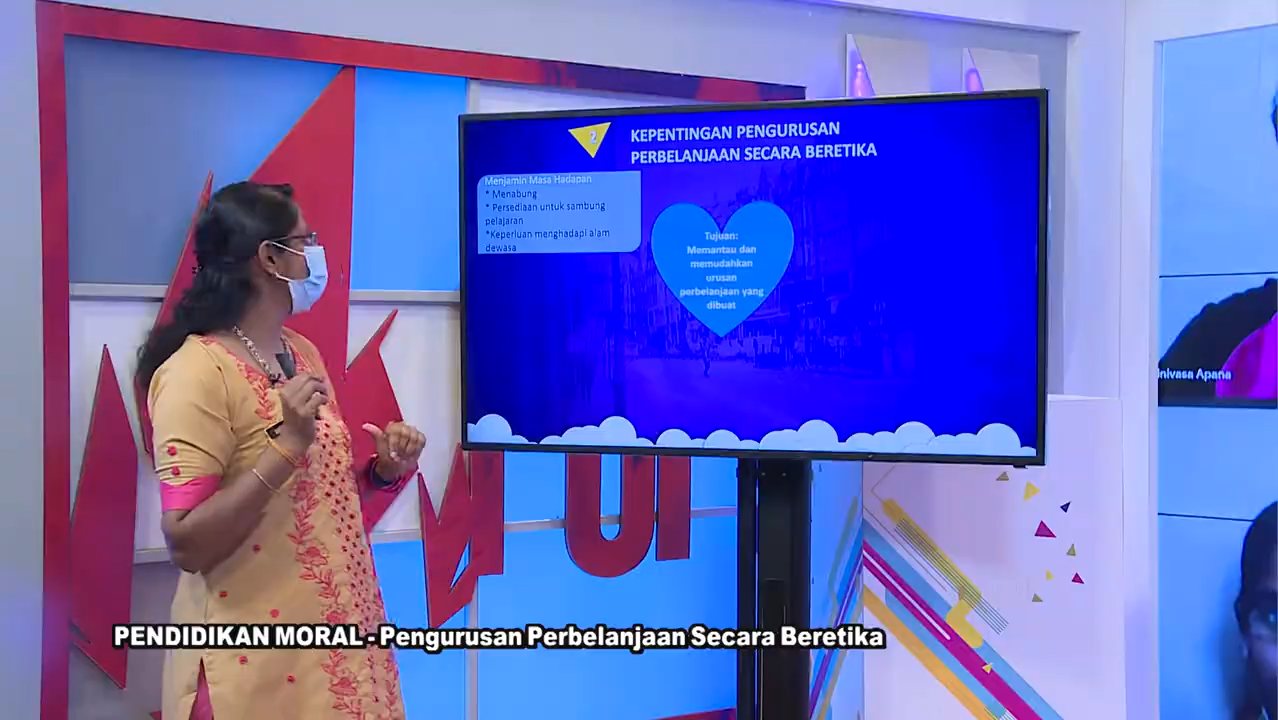 2
KEPENTINGAN PENGURUSAN
PERBELANJAAN SECARA BERETIKA
Menjamin Masa Hadapan
* Menabung
* Persediaan untuk sambung
pelajaran
*Keperluan menghadapi alam
dewasa
Tujuan:
Memantau dan
memudahkan
urusan
perbelanjaan yang
dibuat
inivasa Apana
PENDIDIKAN MORAL - Pengurusan Perbelanjaan Secara Beretika